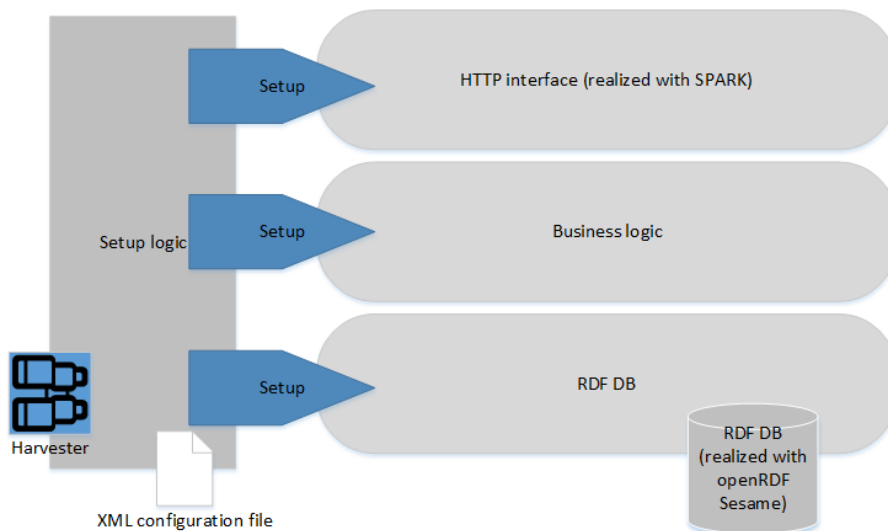 Setup
HTTP interface (realized with SPARK)
Setup logic
Setup
Business logic
Setup
RDF DB
Harvester
RDF DB
(realized with
openRDF
Sesame)
XML configuration file